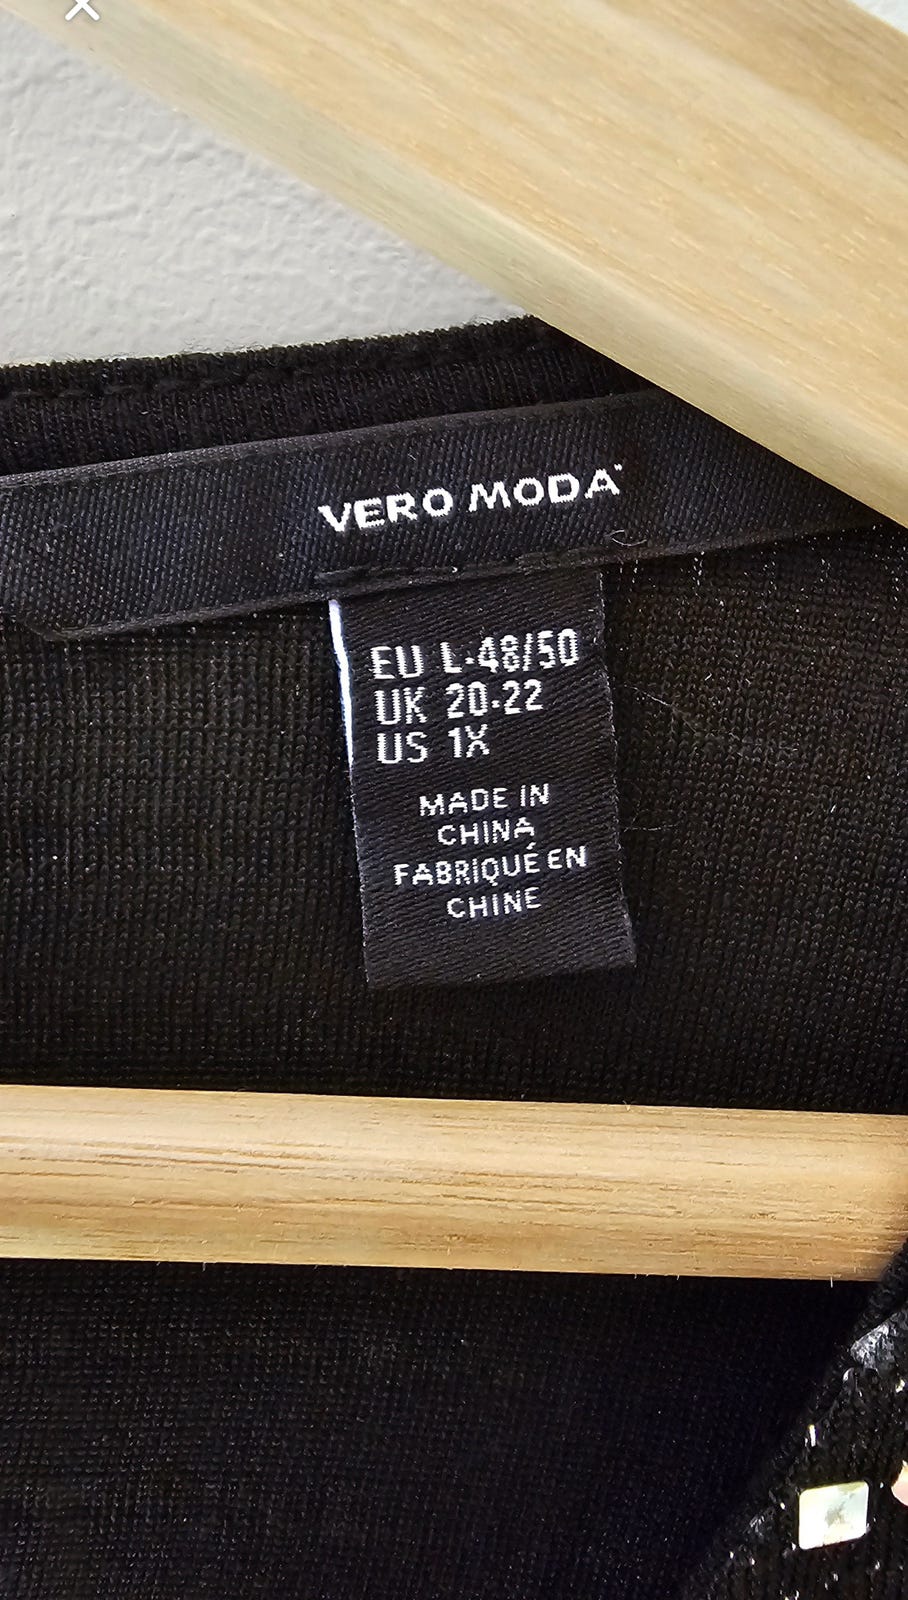 VERO MODA
EU L-48/50
UK 20-22
US 1X
MADE IN
CHINA
FABRIQUÉ EN
CHINE